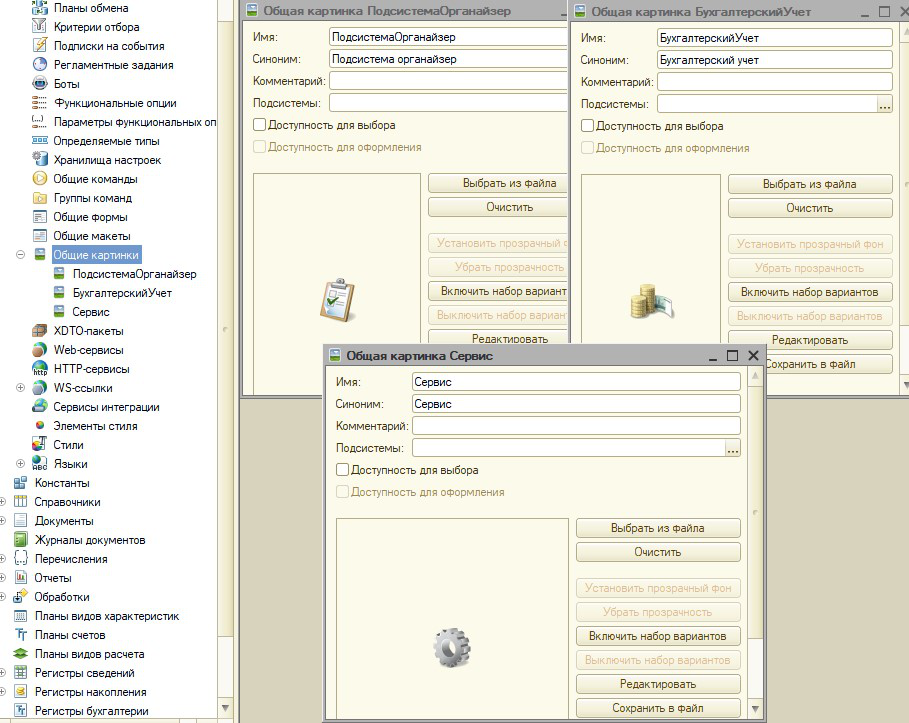 Планы обмена
Критерии отбора
Подписки на события
Регламентные задания
Боты
Функциональные опции
Параметры функциональных оп
Определяемые типы
Хранилища настроек
Общие команды
Группы команд
Общие формы
Общие макеты
Общие картинки
ПодсистемаОрганайзер
БухгалтерскийУчет
Сервис
XDTO-пакеты
Web-сервисы
HTTP-сервисы
WS-ссылки
Сервисы интеграции
Элементы стиля
Стили
Языки
Константы
Справочники
Документы
Журналы документов
Перечисления
Отчеты
Обработки
Планы видов характеристик
Планы счетов
Планы видов расчета
Регистры сведений
Регистры накопления
Регистры бухгалтерии
Общая картинка ПодсистемаОрганайзер
Имя: ПодсистемаОрганайзер
Синоним: Подсистема органайзер
Комментарий:
Подсистемы:
Доступность для выбора
Доступность для оформления
Выбрать из файла
Очистить
Установить прозрачный ф
Убрать прозрачность
Включить набор вариант
Выключить набор вариан
Редактировать
Общая картинка БухгалтерскийУчет
Имя: БухгалтерскийУчет
Синоним: Бухгалтерский учет
Комментарий:
Подсистемы: ...
Доступность для выбора
Доступность для оформления
Выбрать из файла
Очистить
Установить прозрачный фон
Убрать прозрачность
Включить набор вариантов
Выключить набор вариантов
Редактировать
Сохранить в файл
Общая картинка Сервис
Имя: Сервис
Синоним: Сервис
Комментарий:
Подсистемы: ...
Доступность для выбора
Доступность для оформления
Выбрать из файла
Очистить
Установить прозрачный фон
Убрать прозрачность
Включить набор вариантов
Выключить набор вариантов
Редактировать
Сохранить в файл